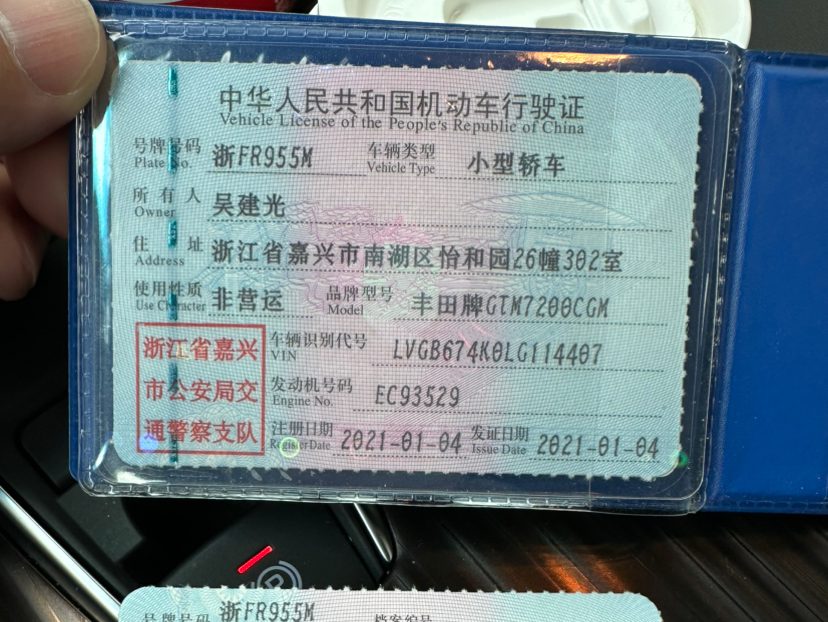 中华人民共和国机动车行驶证
Vehicle License of the People's Republic of China
号牌号码 浙FR955M 车辆类型 小型轿车
Plate No. Vehicle Type
所有人 吴建光
Owner
住址 浙江省嘉兴市南湖区怡和园26幢302室
Address
使用性质 非营运 品牌型号 丰田牌GTM7200CGM
Use Character Model
浙江省嘉兴
市公安局交
通警察支队
车辆识别代号 LVGB674K0LG114407
VIN
发动机号码 EC93529
Engine No.
注册日期 2021-01-04 发证日期 2021-01-04
Register Date Issue Date
P
号牌号码 浙FR955M 档案编号